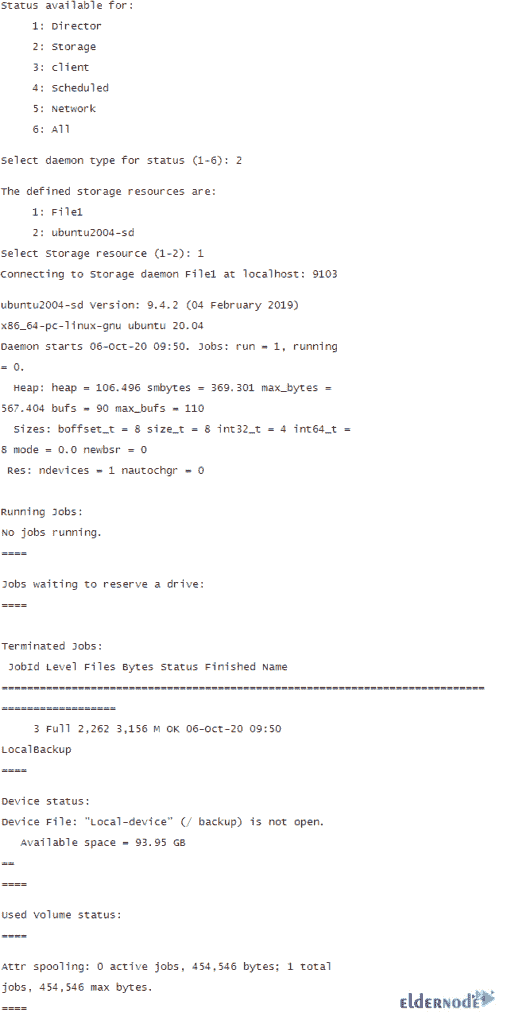 Status available for:
1: Director
2: Storage
3: client
4: Scheduled
5: Network
6: All
Select daemon type for status (1-6): 2
The defined storage resources are:
1: File1
2: ubuntu2004-sd
Select Storage resource (1-2): 1
Connecting to Storage daemon File1 at localhost: 9103
ubuntu2004-sd Version: 9.4.2 (04 February 2019)
x86_64-pc-linux-gnu ubuntu 20.04
Daemon starts 06-Oct-20 09:50. Jobs: run = 1, running
= 0.
Heap: heap = 106.496 smbytes = 369.301 max_bytes =
567.404 bufs = 90 max_bufs = 110
Sizes: boffset_t = 8 size_t = 8 int32_t = 4 int64_t =
8 mode = 0.0 newbsr = 0
Res: ndevices = 1 nautochgr = 0
Running Jobs:
No jobs running.
====
Jobs waiting to reserve a drive:
====
Terminated Jobs:
JobId Level Files Bytes Status Finished Name
============================================================================
==================
3 Full 2,262 3,156 M OK 06-Oct-20 09:50
LocalBackup
====
Device status:
Device File: "Local-device" (/ backup) is not open.
Available space = 93.95 GB
==
====
Used Volume status:
====
Attr spooling: 0 active jobs, 454,546 bytes; 1 total
jobs, 454,546 max bytes.
====
eldernode